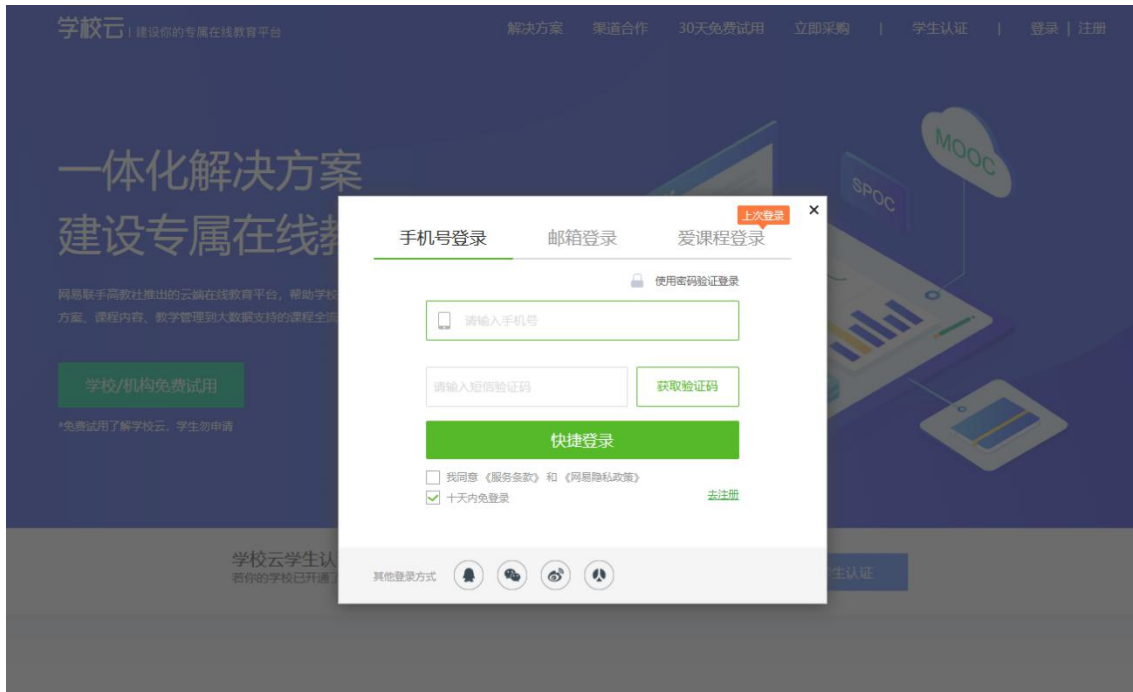 学校云 | 建设你的专属在线教育平台
解决方案 渠道合作 30天免费试用 立即采购 | 学生认证 | 登录 | 注册
MOOC
SPOC
一体化解决方案
建设专属在线教
网易联手高教社推出的云端在线教育平台，帮助学校
方案、课程内容、教学管理到大数据支持的课程全流
学校/机构免费试用
*免费试用了解学校云，学生勿申请
上次登录
×
手机号登录 邮箱登录 爱课程登录
使用密码验证登录
请输入手机号
请输入短信验证码 获取验证码
快捷登录
我同意《服务条款》和《网易隐私政策》
十天内免登录 去注册
其他登录方式
学校云学生认
若你的学校已开通了
生认证